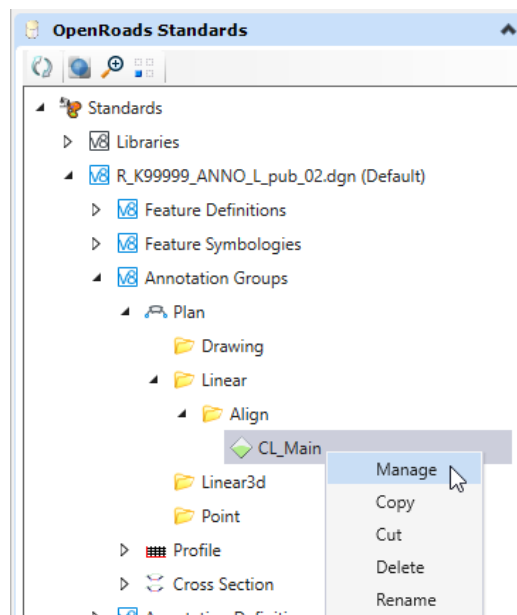 OpenRoads Standards
Standards
Libraries
R_K99999_ANNO_L_pub_02.dgn (Default)
Feature Definitions
Feature Symbologies
Annotation Groups
Plan
Drawing
Linear
Align
CL_Main
Manage
Linear3d
Copy
Point
Cut
Profile
Delete
Cross Section
Rename